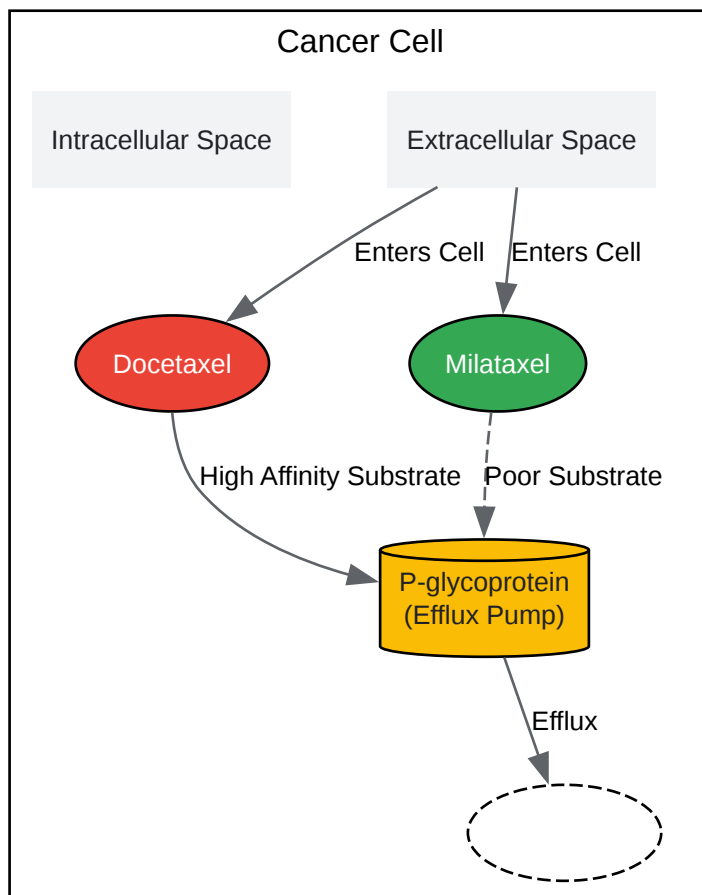 Cancer Cell
Intracellular Space
Extracellular Space
Enters Cell
Enters Cell
Docetaxel
Milataxel
High Affinity Substrate
Poor Substrate
P-glycoprotein
(Efflux Pump)
Efflux